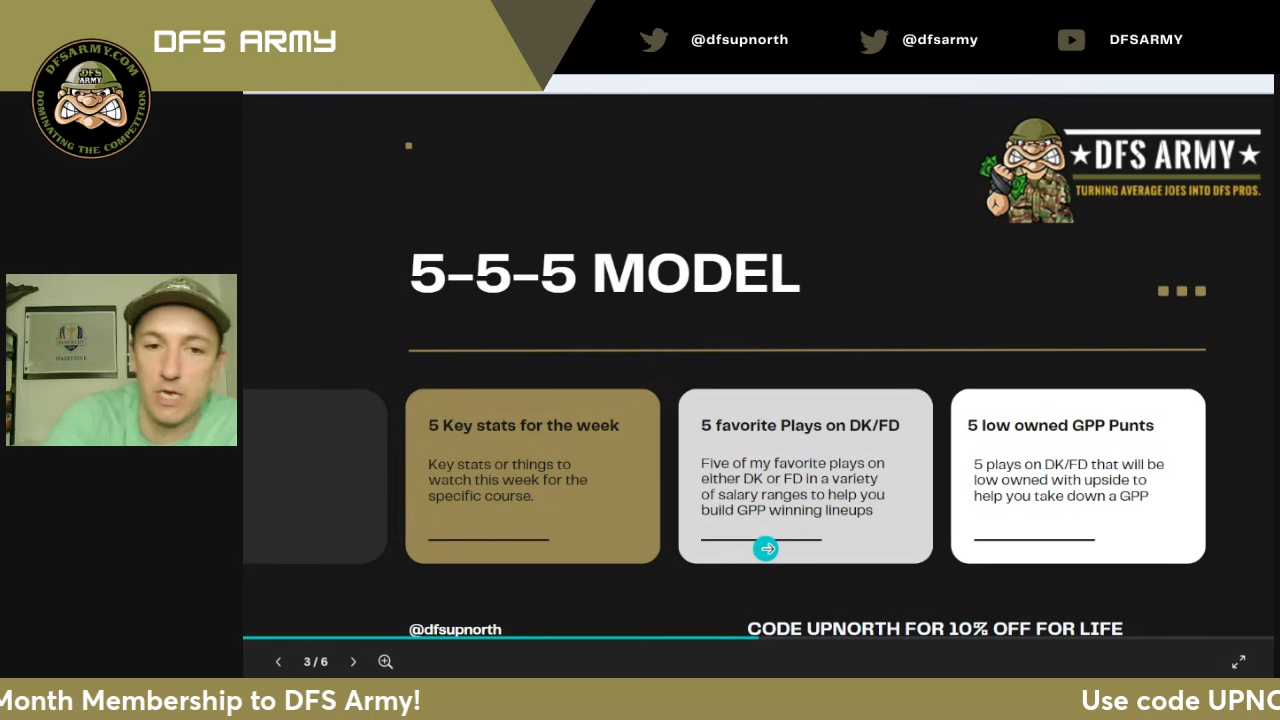 DFS ARMY
@dfsupnorth
@dfsarmy
DFSARMY
DFSARMY.COM
DFS
ARMY
DOMINATING THE COMPETITION
DFS ARMY
TURNING AVERAGE JOES INTO DFS PROS.
5-5-5 MODEL
5 Key stats for the week
Key stats or things to
watch this week for the
specific course.
5 favorite Plays on DK/FD
Five of my favorite plays on
either DK or FD in a variety
of salary ranges to help you
build GPP winning lineups
5 low owned GPP Punts
5 plays on DK/FD that will be
low owned with upside to
help you take down a GPP
@dfsupnorth
CODE UPNORTH FOR 10% OFF FOR LIFE
3 / 6
Month Membership to DFS Army!
Use code UPNO